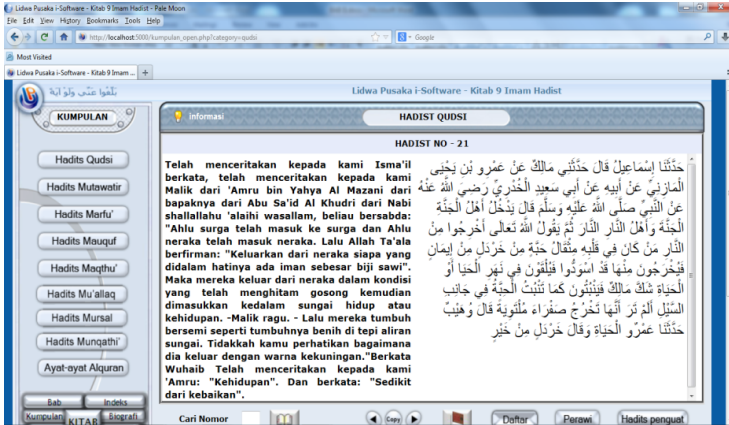 Lidwa Pusaka i-Software - Kitab 9 Imam Hadist - Pale Moon
File Edit View History Bookmarks Tools Help
http://localhost:5000/kumpulan_open.php?category=qudsi
Google
Most Visited
Lidwa Pusaka i-Software - Kitab 9 Imam ...
بلغوا عني ولو آية
Lidwa Pusaka i-Software - Kitab 9 Imam Hadist
KUMPULAN
informasi
HADIST QUDSI
HADIST NO - 21
Hadits Qudsi
Hadits Mutawatir
Hadits Marfu'
Hadits Mauquf
Hadits Maqthu'
Hadits Mu'allaq
Hadits Mursal
Hadits Munqathi'
Ayat-ayat Alquran
Bab
Indeks
Kumpulan
KITAB
Biografi
Telah menceritakan kepada kami Isma'il
berkata, telah menceritakan kepada kami
Malik dari 'Amru bin Yahya Al Mazani dari
bapaknya dari Abu Sa'id Al Khudri dari Nabi
shallallahu 'alaihi wasallam, beliau bersabda:
"Ahlu surga telah masuk ke surga dan Ahlu
neraka telah masuk neraka. Lalu Allah Ta'ala
berfirman: "Keluarkan dari neraka siapa yang
didalam hatinya ada iman sebesar biji sawi".
Maka mereka keluar dari neraka dalam kondisi
yang telah menghitam gosong kemudian
dimasukkan kedalam sungai hidup atau
kehidupan. -Malik ragu. - Lalu mereka tumbuh
bersemi seperti tumbuhnya benih di tepi aliran
sungai. Tidakkah kamu perhatikan bagaimana
dia keluar dengan warna kekuningan."Berkata
Wuhaib Telah menceritakan kepada kami
'Amru: "Kehidupan". Dan berkata: "Sedikit
dari kebaikan".
حَدَّثَنَا إِسْمَاعِيلُ قَالَ حَدَّثَنِي مَالِكٌ عَنْ عَمْرِو بْنِ يَحْيَى
الْمَازِنِيِّ عَنْ أَبِيهِ عَنْ أَبِي سَعِيدٍ الْخُدْرِيِّ رَضِيَ اللَّهُ عَنْهُ
عَنْ النَّبِيِّ صَلَّى اللَّهُ عَلَيْهِ وَسَلَّمَ قَالَ يَدْخُلُ أَهْلُ الْجَنَّةِ
الْجَنَّةَ وَأَهْلُ النَّارِ النَّارَ ثُمَّ يَقُولُ اللَّهُ تَعَالَى أَخْرِجُوا مِنْ
النَّارِ مَنْ كَانَ فِي قَلْبِهِ مِثْقَالُ حَبَّةٍ مِنْ خَرْدَلٍ مِنْ إِيمَانٍ
فَيُخْرَجُونَ مِنْهَا قَدْ اسْوَدُّوا فَيُلْقَوْنَ فِي نَهَرِ الْحَيَا أَوْ
الْحَيَاةِ شَكَّ مَالِكٌ فَيَنْبُتُونَ كَمَا تَنْبُتُ الْحِبَّةُ فِي جَانِبِ
السَّيْلِ أَلَمْ تَرَ أَنَّهَا تَخْرُجُ صَفْرَاءَ مُلْتَوِيَةً قَالَ وُهَيْبٌ
حَدَّثَنَا عَمْرٌو الْحَيَاةِ وَقَالَ خَرْدَلٍ مِنْ خَيْرٍ
Cari Nomor
Copy
Daftar
Perawi
Hadits penguat